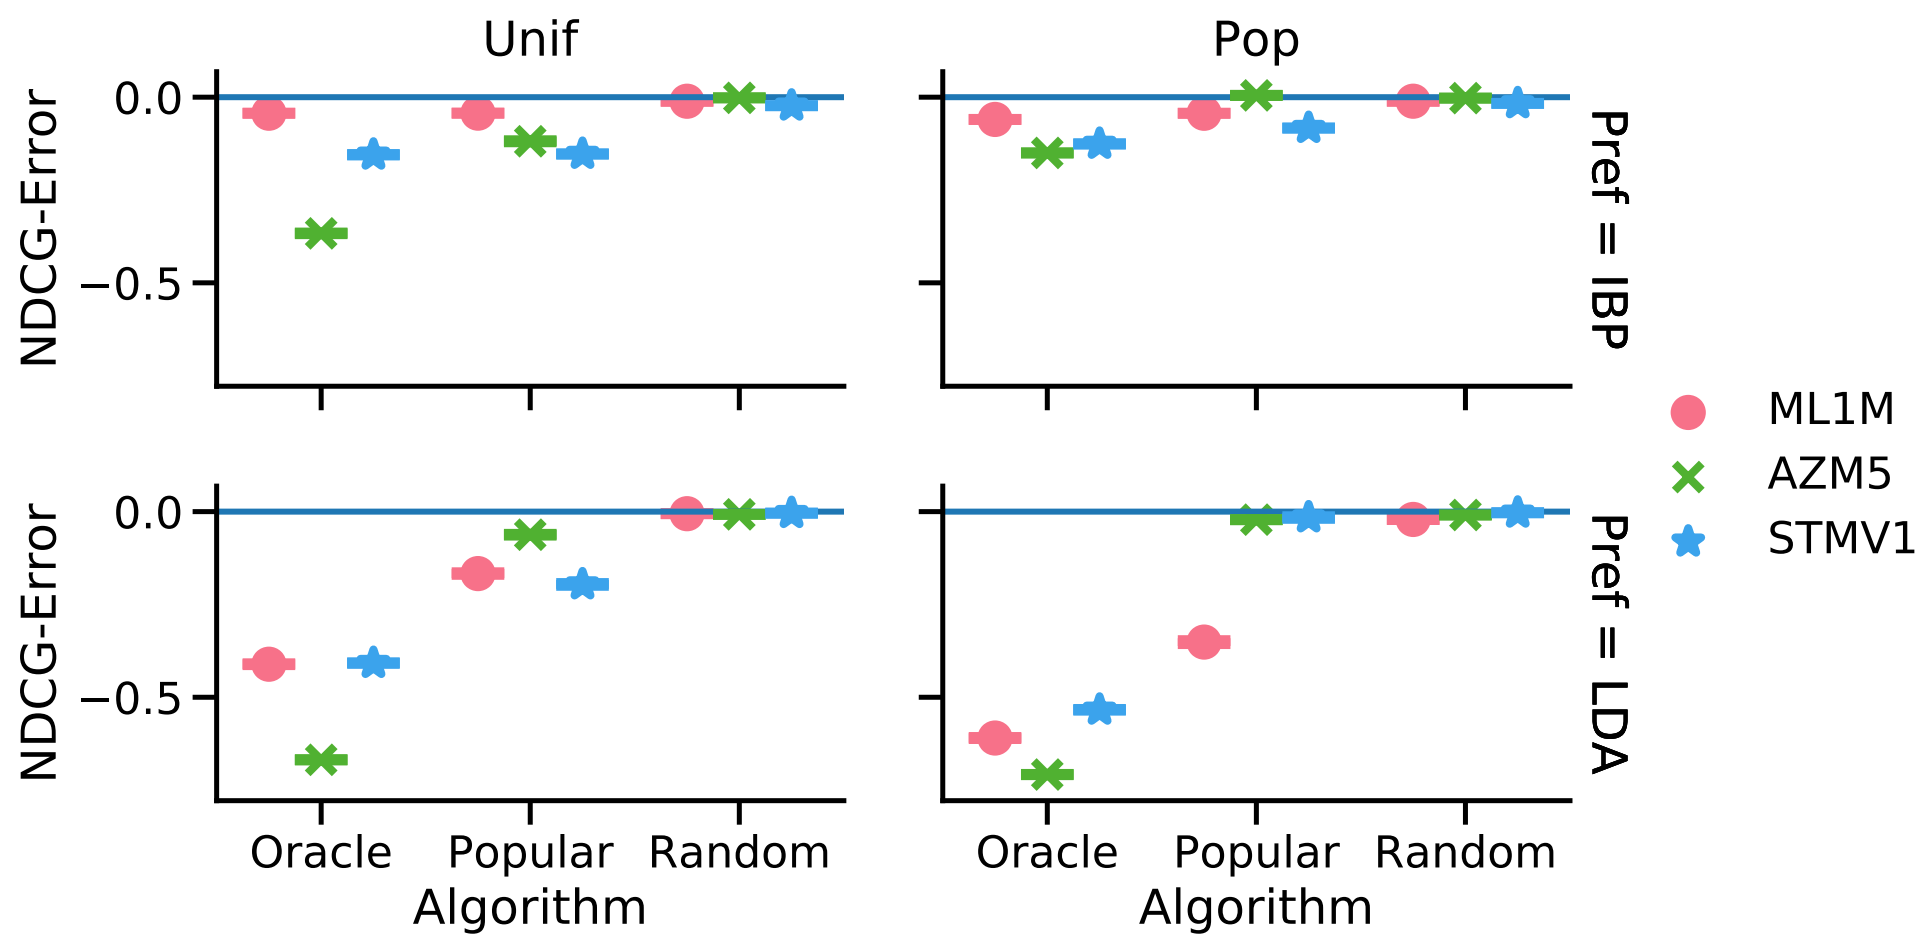 Unif
Pop
NDCG-Error
0.0
−0.5
Pref = IBP
ML1M
AZM5
STMV1
NDCG-Error
0.0
−0.5
Pref = LDA
Oracle Popular Random
Oracle Popular Random
Algorithm
Algorithm